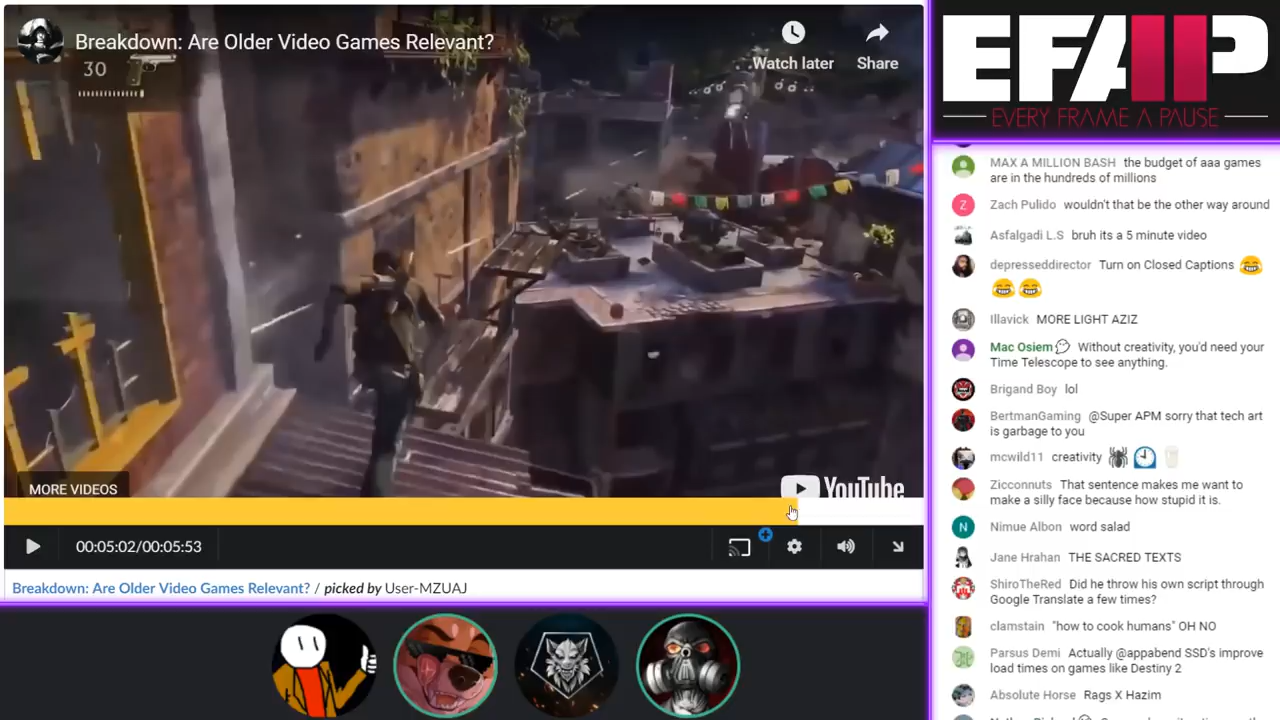 Breakdown: Are Older Video Games Relevant?
Watch later
Share
30
MORE VIDEOS
YouTube
00:05:02/00:05:53
Breakdown: Are Older Video Games Relevant? / picked by User-MZUAJ
EFAP
EVERY FRAME A PAUSE
MAX A MILLION BASH the budget of aaa games
are in the hundreds of millions
Z Zach Pulido wouldn't that be the other way around
Asfalgadi L.S bruh its a 5 minute video
depresseddirector Turn on Closed Captions 😂
😂 😂
Illavick MORE LIGHT AZIZ
Mac Osiem Without creativity, you'd need your
Time Telescope to see anything.
Brigand Boy lol
BertmanGaming @Super APM sorry that tech art
is garbage to you
mcwild11 creativity 🕷 🕘 🥛
Zicconnuts That sentence makes me want to
make a silly face because how stupid it is.
N Nimue Albon word salad
Jane Hrahan THE SACRED TEXTS
ShiroTheRed Did he throw his own script through
Google Translate a few times?
clamstain "how to cook humans" OH NO
Parsus Demi Actually @appabend SSD's improve
load times on games like Destiny 2
Absolute Horse Rags X Hazim